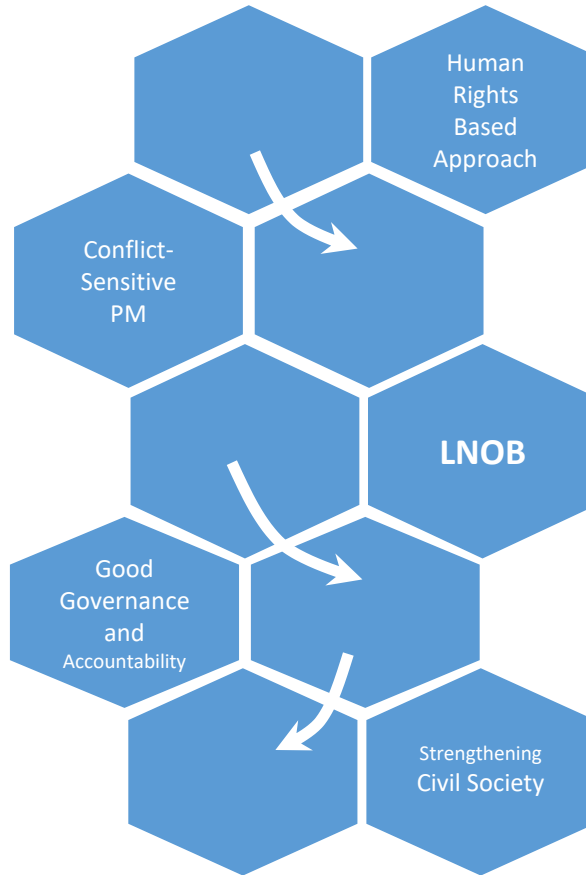 Human
Rights
Based
Approach
Conflict-
Sensitive
PM
LNOB
Good
Governance
and
Accountability
Strengthening
Civil Society